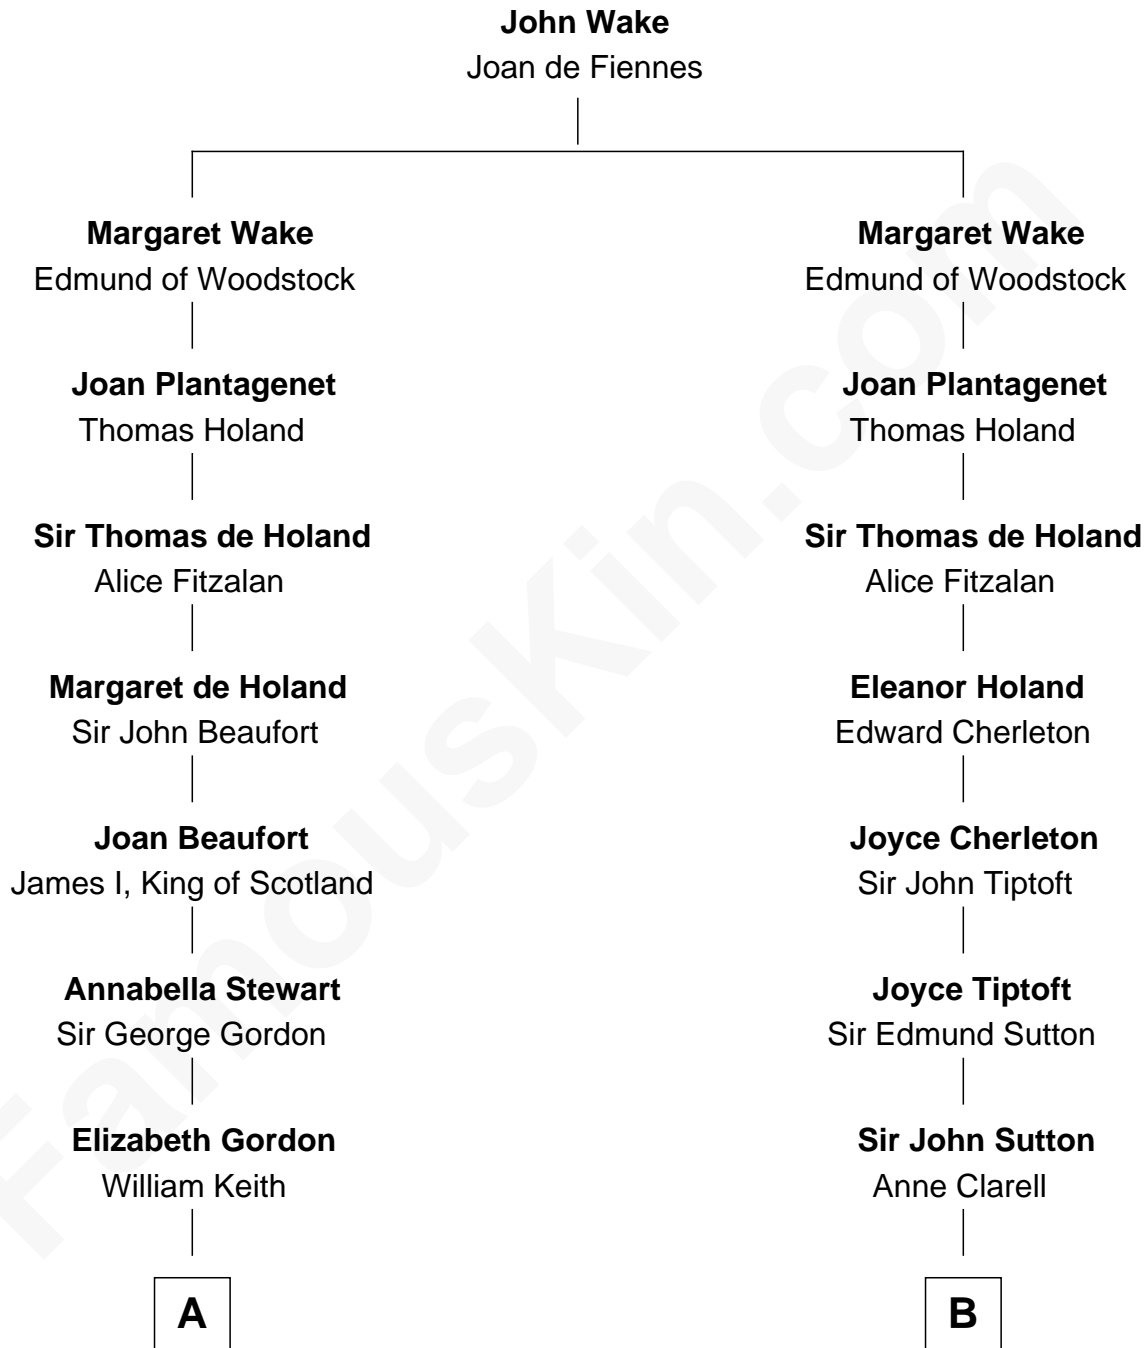 John Wake
Joan de Fiennes
Margaret Wake
Edmund of Woodstock
Margaret Wake
Edmund of Woodstock
Joan Plantagenet
Thomas Holand
Joan Plantagenet
Thomas Holand
Sir Thomas de Holand
Alice Fitzalan
Sir Thomas de Holand
Alice Fitzalan
Margaret de Holand
Sir John Beaufort
Eleanor Holand
Edward Cherleton
Joan Beaufort
James I, King of Scotland
Joyce Cherleton
Sir John Tiptoft
Annabella Stewart
Sir George Gordon
Joyce Tiptoft
Sir Edmund Sutton
Elizabeth Gordon
William Keith
Sir John Sutton
Anne Clarell
A
B
FamousKin.com